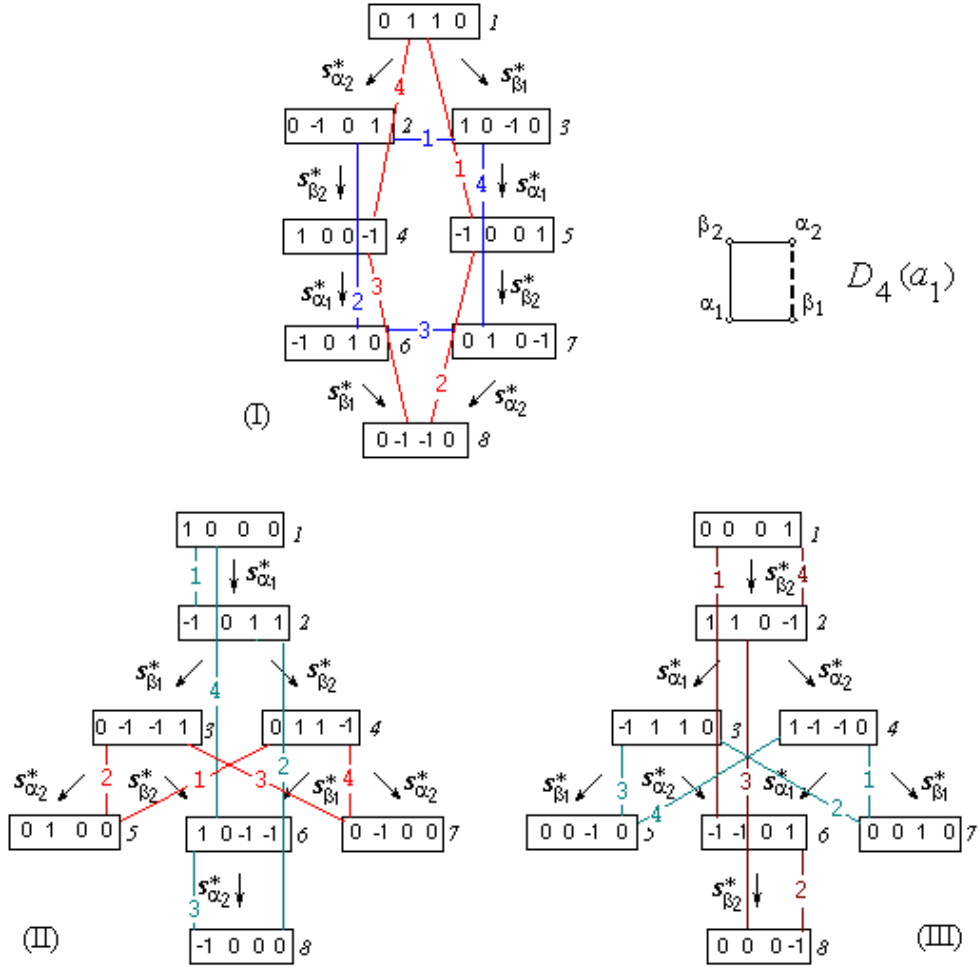 0 1 1 0 1
s*α2 4 s*β1
0 -1 0 1 2 1 1 0 -1 0 3
s*β2 1 4 s*α1
1 0 0 -1 4 -1 0 0 1 5
β2 α2
s*α1 2 3 s*β2
D4(a1)
α1 β1
-1 0 1 0 6 3 0 1 0 -1 7
s*β1 2 s*α2
(I)
0 -1 -1 0 8
1 0 0 0 1
1 s*α1
-1 0 1 1 2
s*β1 4 s*β2
0 -1 -1 1 3 0 1 1 -1 4
s*α2 2 s*β2 1 3 2 s*β1 4 s*α2
0 1 0 0 5 1 0 -1 -1 6 0 -1 0 0 7
3 s*α2
-1 0 0 0 8
(II)
0 0 0 1 1
1 s*β2 4
1 1 0 -1 2
s*α1 s*α2
-1 1 1 0 3 1 -1 -1 0 4
s*β1 3 4 s*α2 3 s*α1 2 1 s*β1
0 0 -1 0 5 -1 -1 0 1 6 0 0 1 0 7
s*β2 2
0 0 0 -1 8
(III)